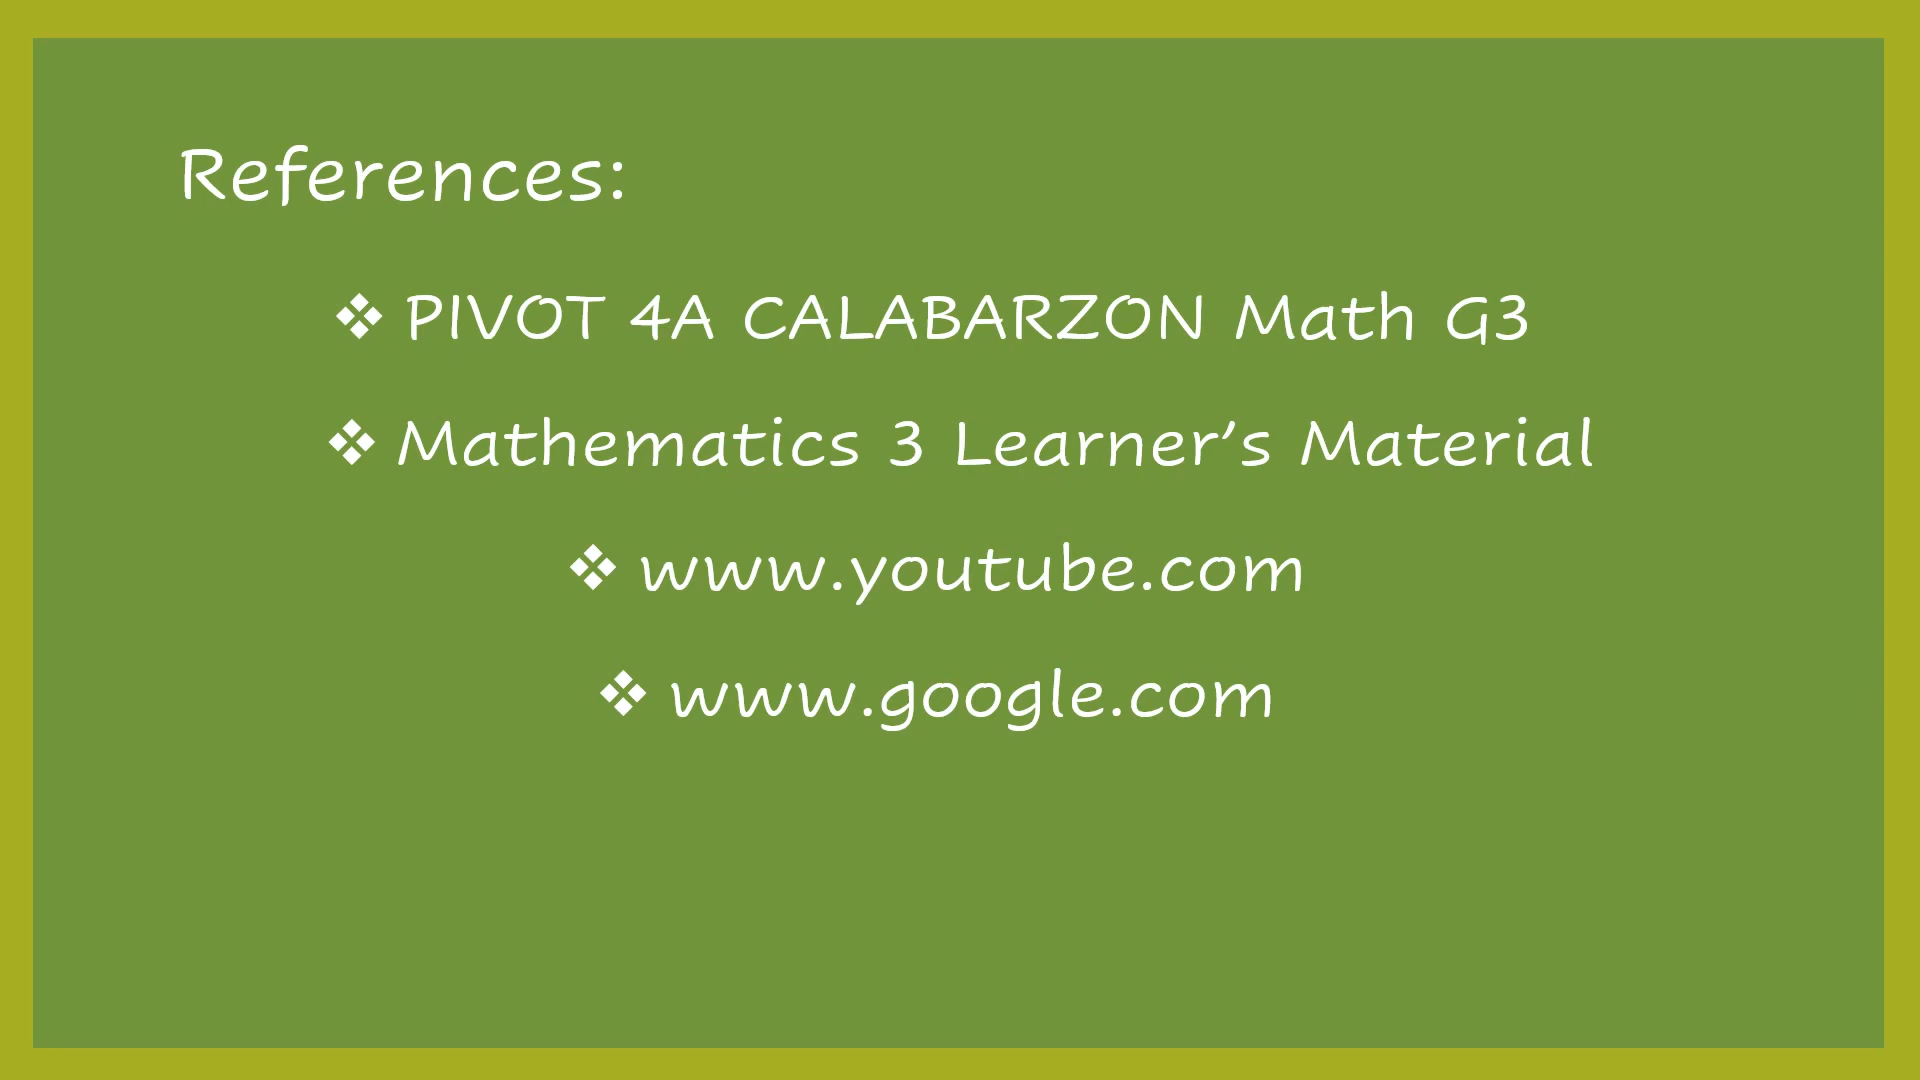 References:
❖ PIVOT 4A CALABARZON Math G3
❖ Mathematics 3 Learner’s Material
❖ www.youtube.com
❖ www.google.com